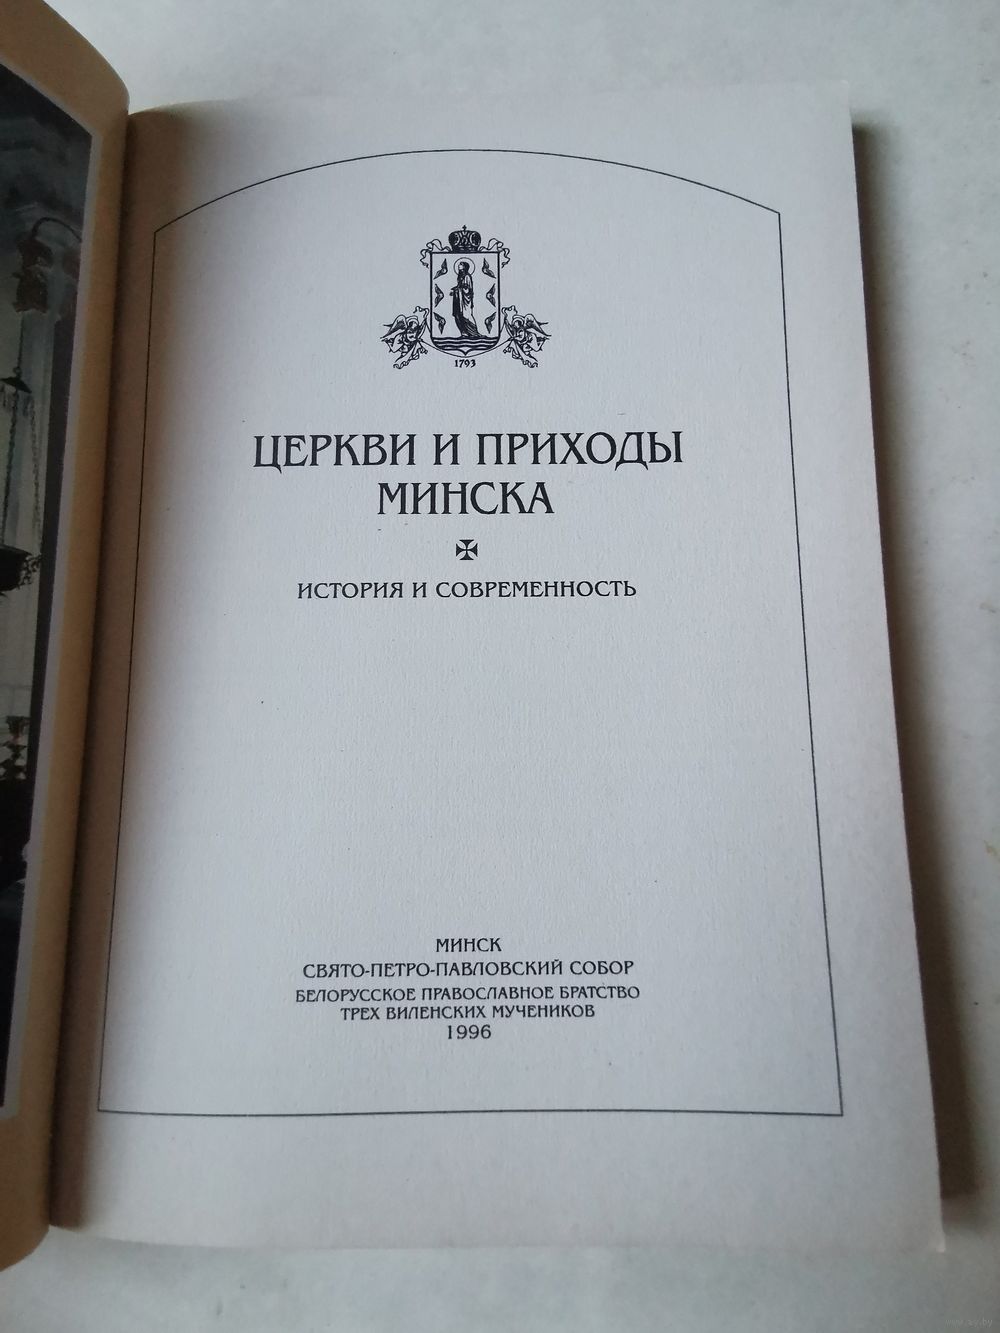 1793
ЦЕРКВИ И ПРИХОДЫ
МИНСКА
ИСТОРИЯ И СОВРЕМЕННОСТЬ
МИНСК
СВЯТО-ПЕТРО-ПАВЛОВСКИЙ СОБОР
БЕЛОРУССКОЕ ПРАВОСЛАВНОЕ БРАТСТВО
ТРЕХ ВИЛЕНСКИХ МУЧЕНИКОВ
1996